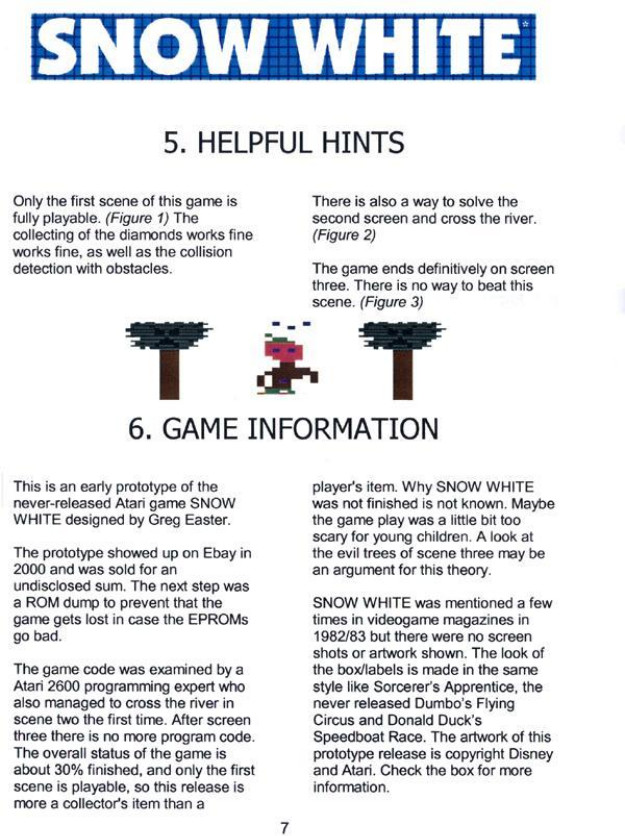 SNOW WHITE*
5. HELPFUL HINTS
Only the first scene of this game is
fully playable. (Figure 1) The
collecting of the diamonds works fine
works fine, as well as the collision
detection with obstacles.
There is also a way to solve the
second screen and cross the river.
(Figure 2)
The game ends definitively on screen
three. There is no way to beat this
scene. (Figure 3)
6. GAME INFORMATION
This is an early prototype of the
never-released Atari game SNOW
WHITE designed by Greg Easter.
The prototype showed up on Ebay in
2000 and was sold for an
undisclosed sum. The next step was
a ROM dump to prevent that the
game gets lost in case the EPROMs
go bad.
The game code was examined by a
Atari 2600 programming expert who
also managed to cross the river in
scene two the first time. After screen
three there is no more program code.
The overall status of the game is
about 30% finished, and only the first
scene is playable, so this release is
more a collector's item than a
player's item. Why SNOW WHITE
was not finished is not known. Maybe
the game play was a little bit too
scary for young children. A look at
the evil trees of scene three may be
an argument for this theory.
SNOW WHITE was mentioned a few
times in videogame magazines in
1982/83 but there were no screen
shots or artwork shown. The look of
the box/labels is made in the same
style like Sorcerer's Apprentice, the
never released Dumbo's Flying
Circus and Donald Duck's
Speedboat Race. The artwork of this
prototype release is copyright Disney
and Atari. Check the box for more
information.
7